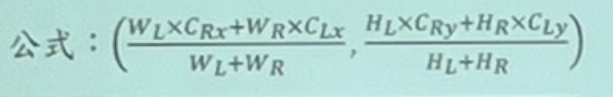 公式：(W_L×C_Rx+W_R×C_Lx / W_L+W_R , H_L×C_Ry+H_R×C_Ly / H_L+H_R)